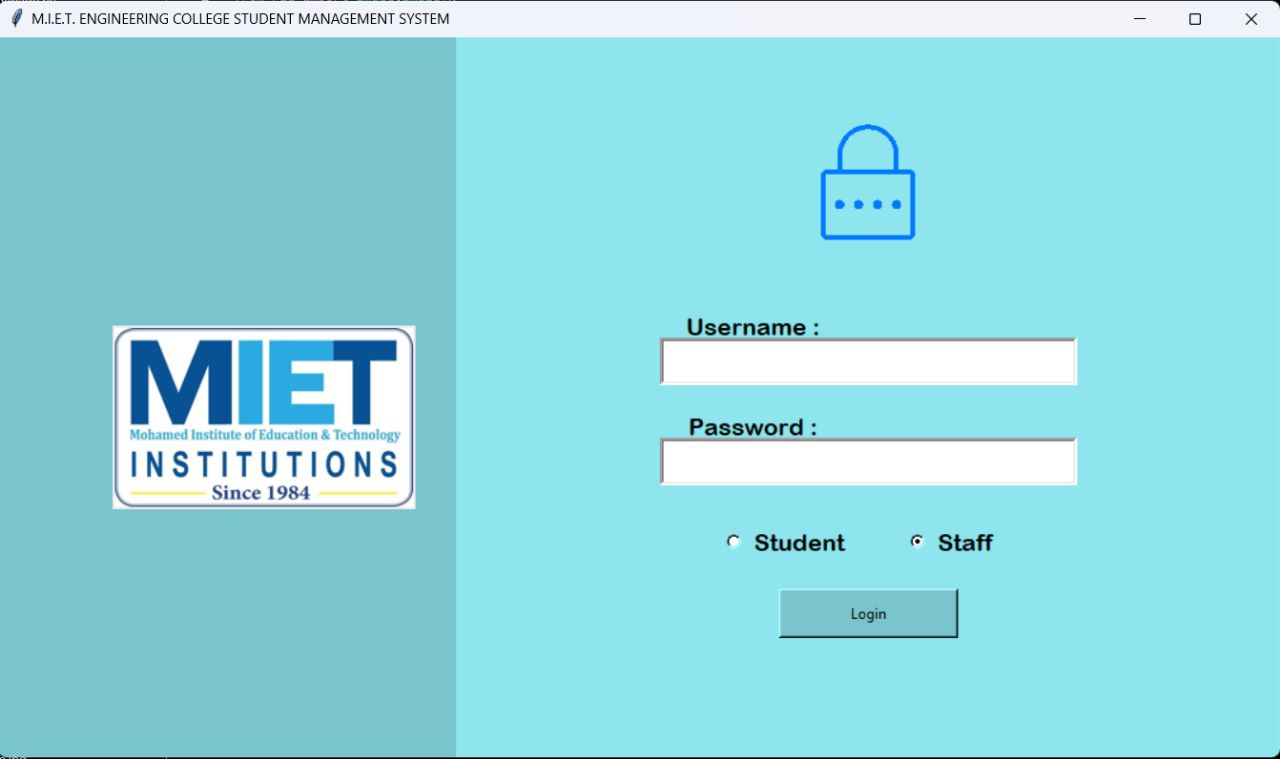 M.I.E.T. ENGINEERING COLLEGE STUDENT MANAGEMENT SYSTEM
MIET
Mohamed Institute of Education & Technology
INSTITUTIONS
Since 1984
Username :
Password :
Student
Staff
Login